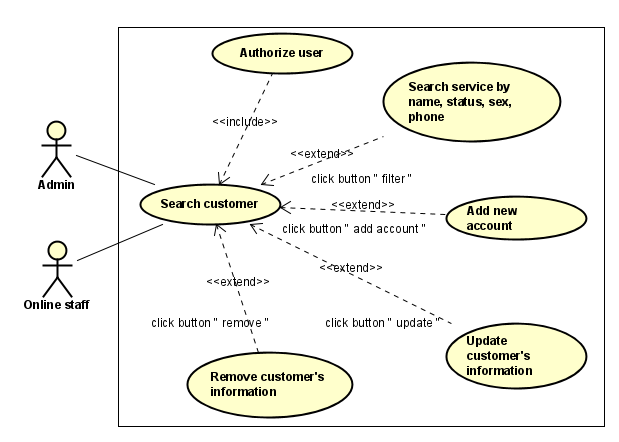 Authorize user
Search service by
name, status, sex,
phone
<<include>>
<<extend>>
click button " filter "
Admin
Search customer
<<extend>>
Add new
account
click button " add account "
Online staff
<<extend>>
<<extend>>
click button " remove "
click button " update "
Update
customer's
information
Remove customer's
information